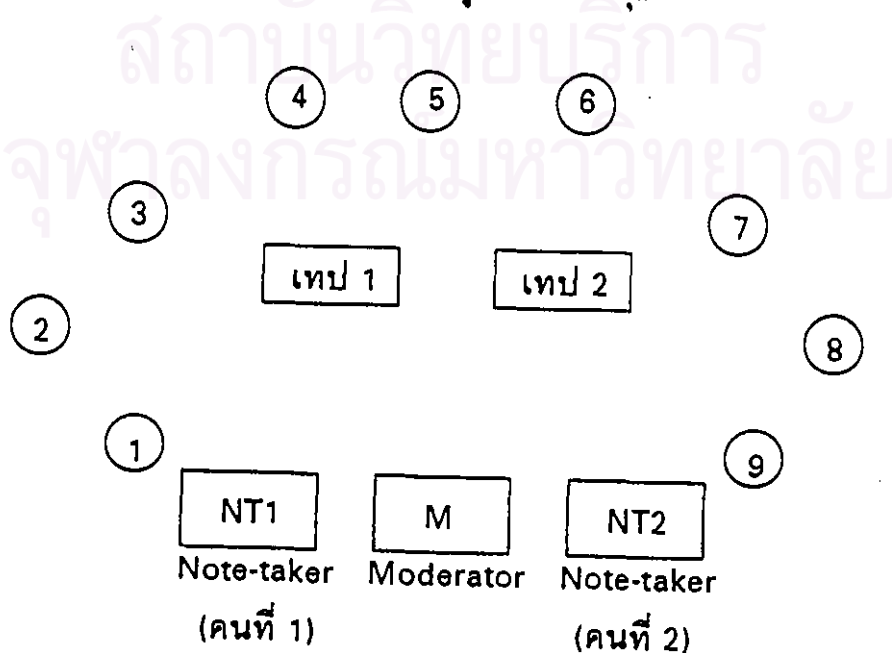 สถาบันวิทยบริการ
4 5 6
จุฬาลงกรณ์มหาวิทยาลัย
3 7
เทป 1 เทป 2
2 8
1 9
NT1 M NT2
Note-taker Moderator Note-taker
(คนที่ 1) (คนที่ 2)